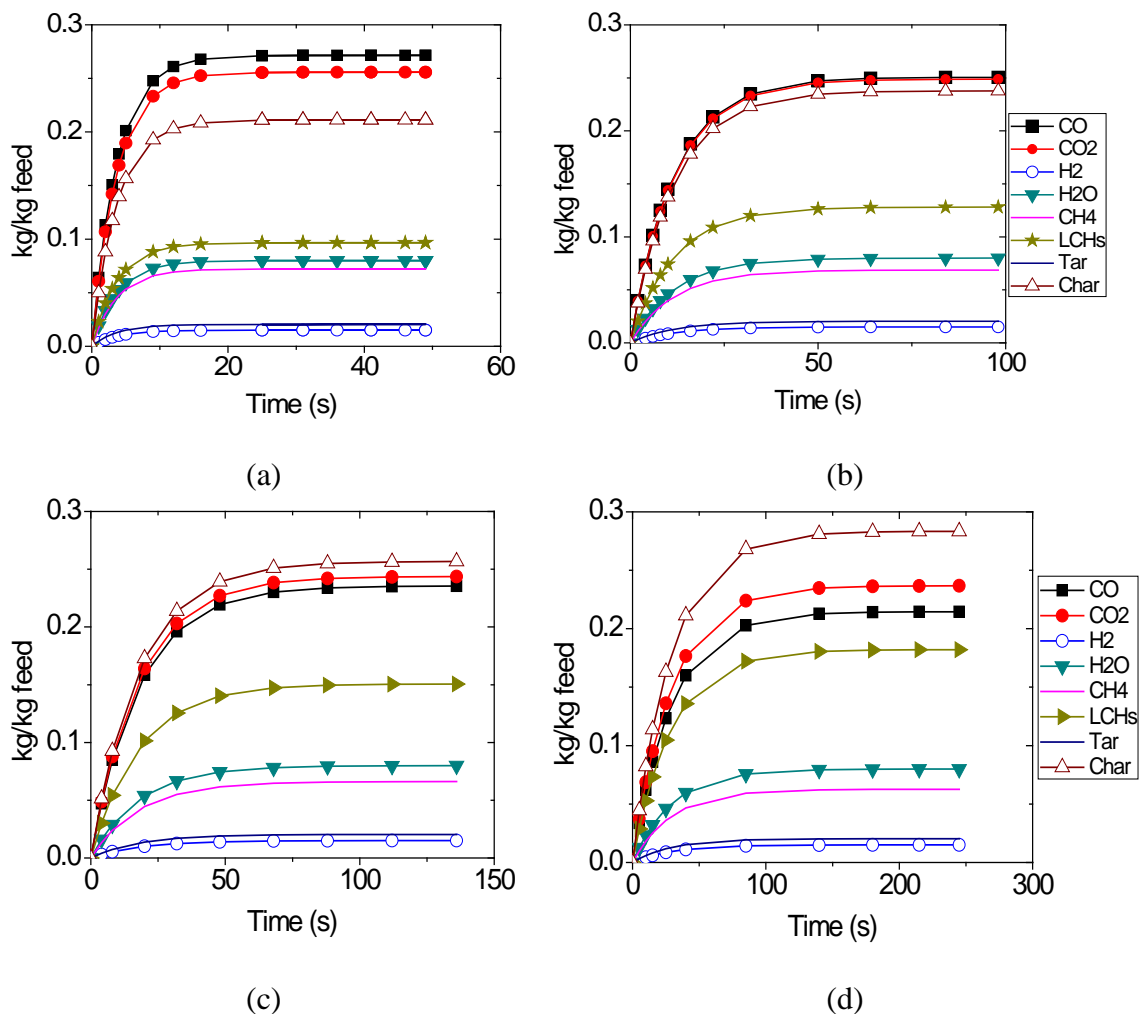 0.3
0.2
0.1
0.0
kg/kg feed
0 20 40 60
Time (s)
(a)
0.3
0.2
0.1
0.0
kg/kg feed
0 50 100
Time (s)
(b)
CO
CO2
H2
H2O
CH4
LCHs
Tar
Char
0.3
0.2
0.1
0.0
kg/kg feed
0 50 100 150
Time (s)
(c)
0.3
0.2
0.1
0.0
kg/kg feed
0 100 200 300
Time (s)
(d)
CO
CO2
H2
H2O
CH4
LCHs
Tar
Char